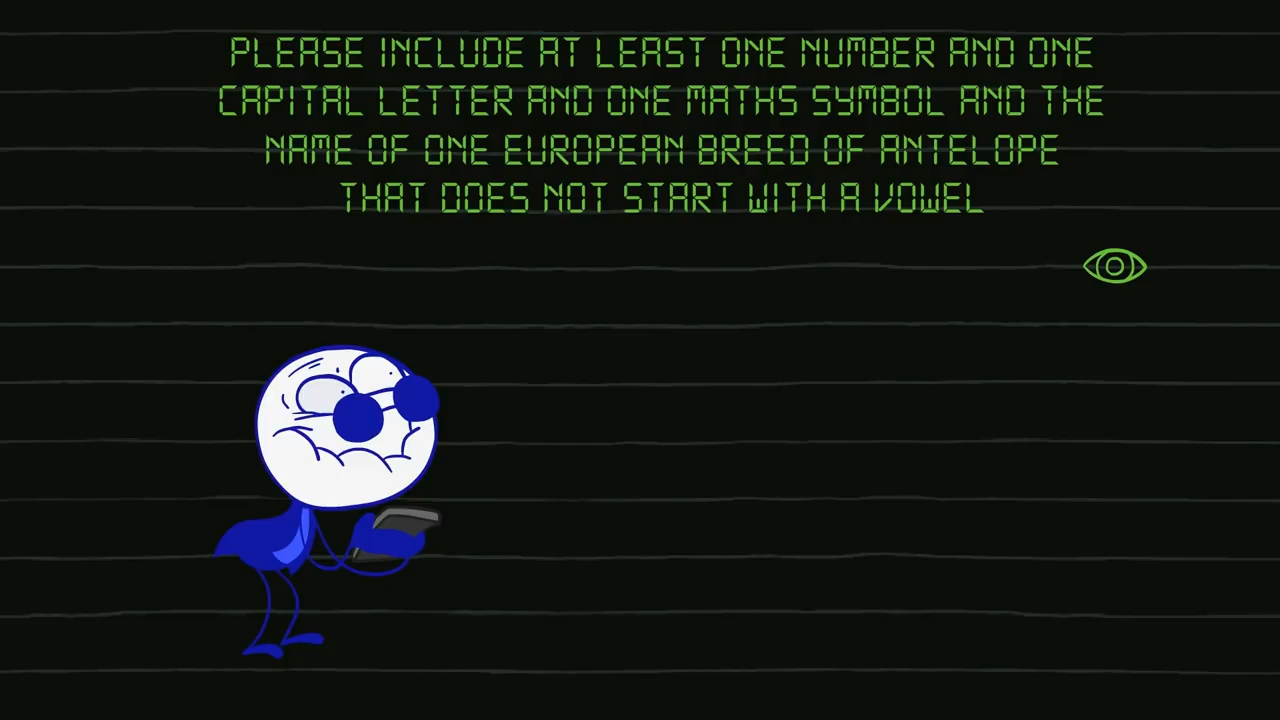 PLEASE INCLUDE AT LEAST ONE NUMBER AND ONE
CAPITAL LETTER AND ONE MATHS SYMBOL AND THE
NAME OF ONE EUROPEAN BREED OF ANTELOPE
THAT DOES NOT START WITH A VOWEL